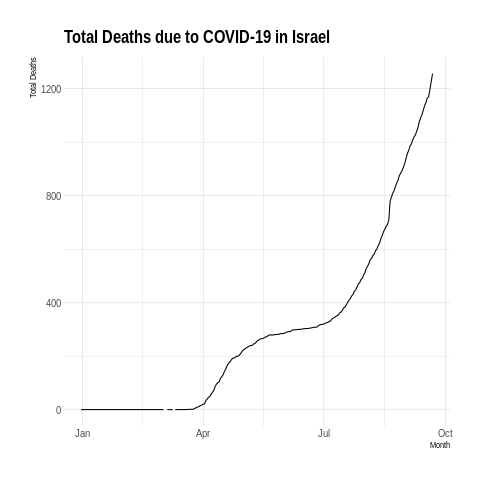 Total Deaths due to COVID-19 in Israel
Total Deaths
1200
800
400
0
Jan Apr Jul Oct
Month